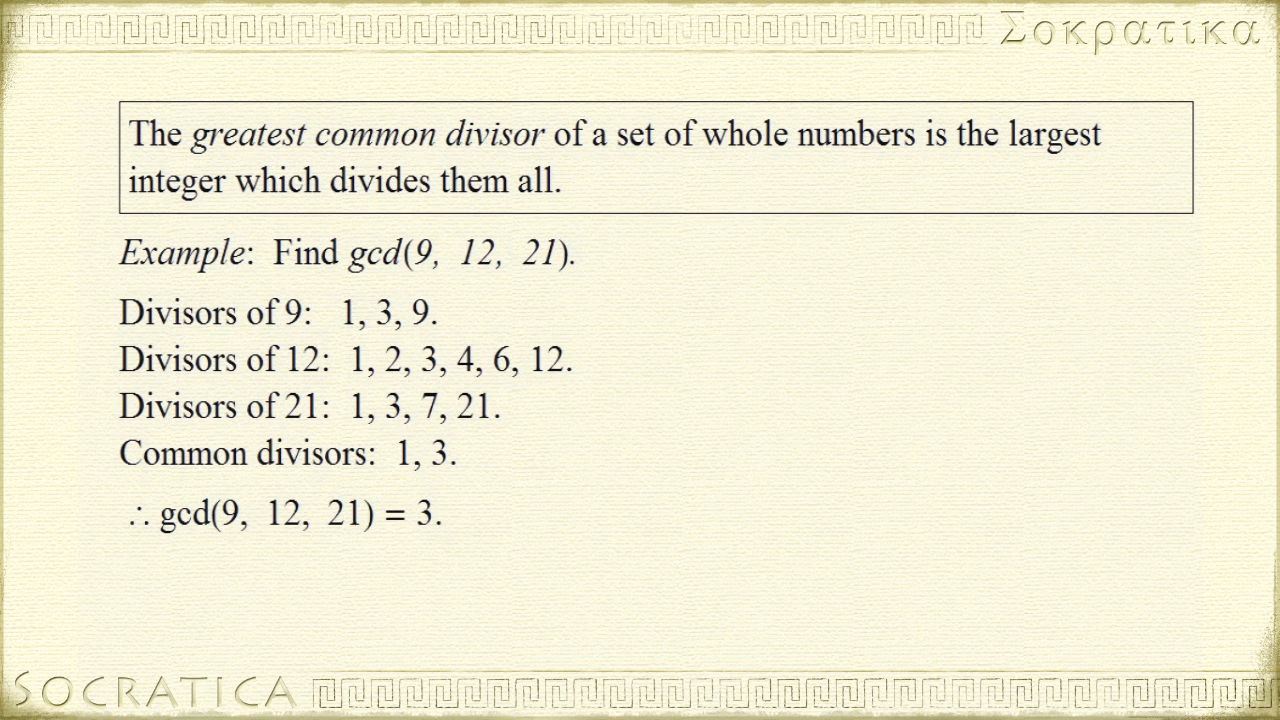 Σοκρατικα
The greatest common divisor of a set of whole numbers is the largest
integer which divides them all.
Example: Find gcd(9, 12, 21).
Divisors of 9: 1, 3, 9.
Divisors of 12: 1, 2, 3, 4, 6, 12.
Divisors of 21: 1, 3, 7, 21.
Common divisors: 1, 3.
∴ gcd(9, 12, 21) = 3.
SOCRATICA